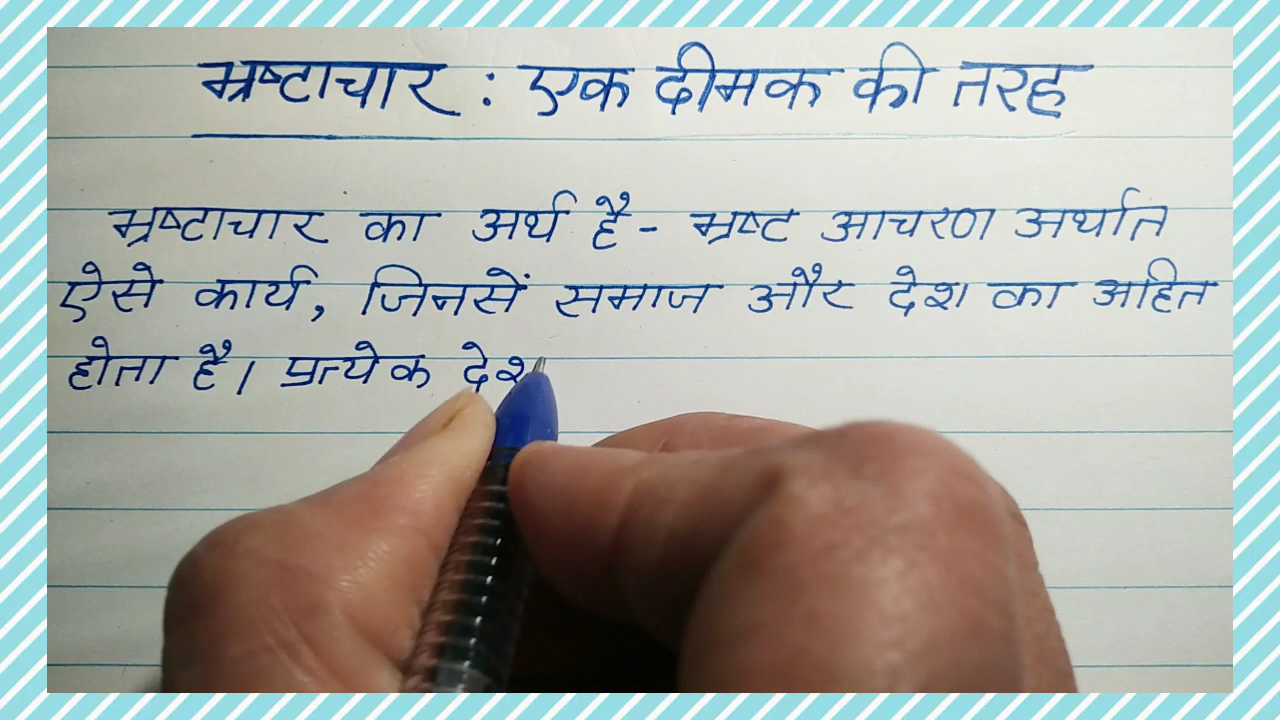 भ्रष्टाचार : एक दीमक की तरह
भ्रष्टाचार का अर्थ है - भ्रष्ट आचरण अर्थात
ऐसे कार्य, जिनसें समाज और देश का अहित
होता है। प्रत्येक देश